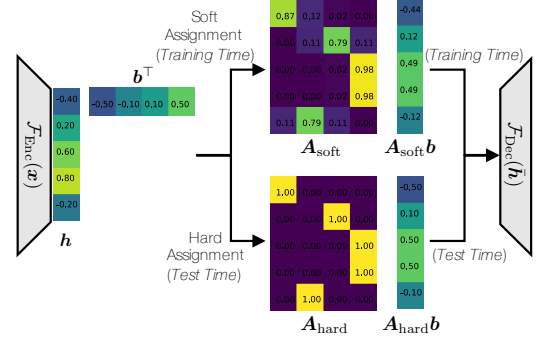 Soft
Assignment
(Training Time)
0.87 0.12 0.02 0.00
0.00 0.11 0.79 0.11
0.00 0.00 0.02 0.98
0.00 0.00 0.02 0.98
0.11 0.79 0.11 0.00
A_soft
-0.44
0.12
0.49
0.49
-0.12
A_soft b
(Training Time)
F_Enc(x)
-0.40
0.20
0.60
0.80
-0.20
h
b^⊤
-0.50 -0.10 0.10 0.50
F_Dec(h̄)
Hard
Assignment
(Test Time)
1.00 0.00 0.00 0.00
0.00 0.00 1.00 0.00
0.00 0.00 0.00 1.00
0.00 0.00 0.00 1.00
0.00 1.00 0.00 0.00
A_hard
-0.50
0.10
0.50
0.50
-0.10
A_hard b
(Test Time)